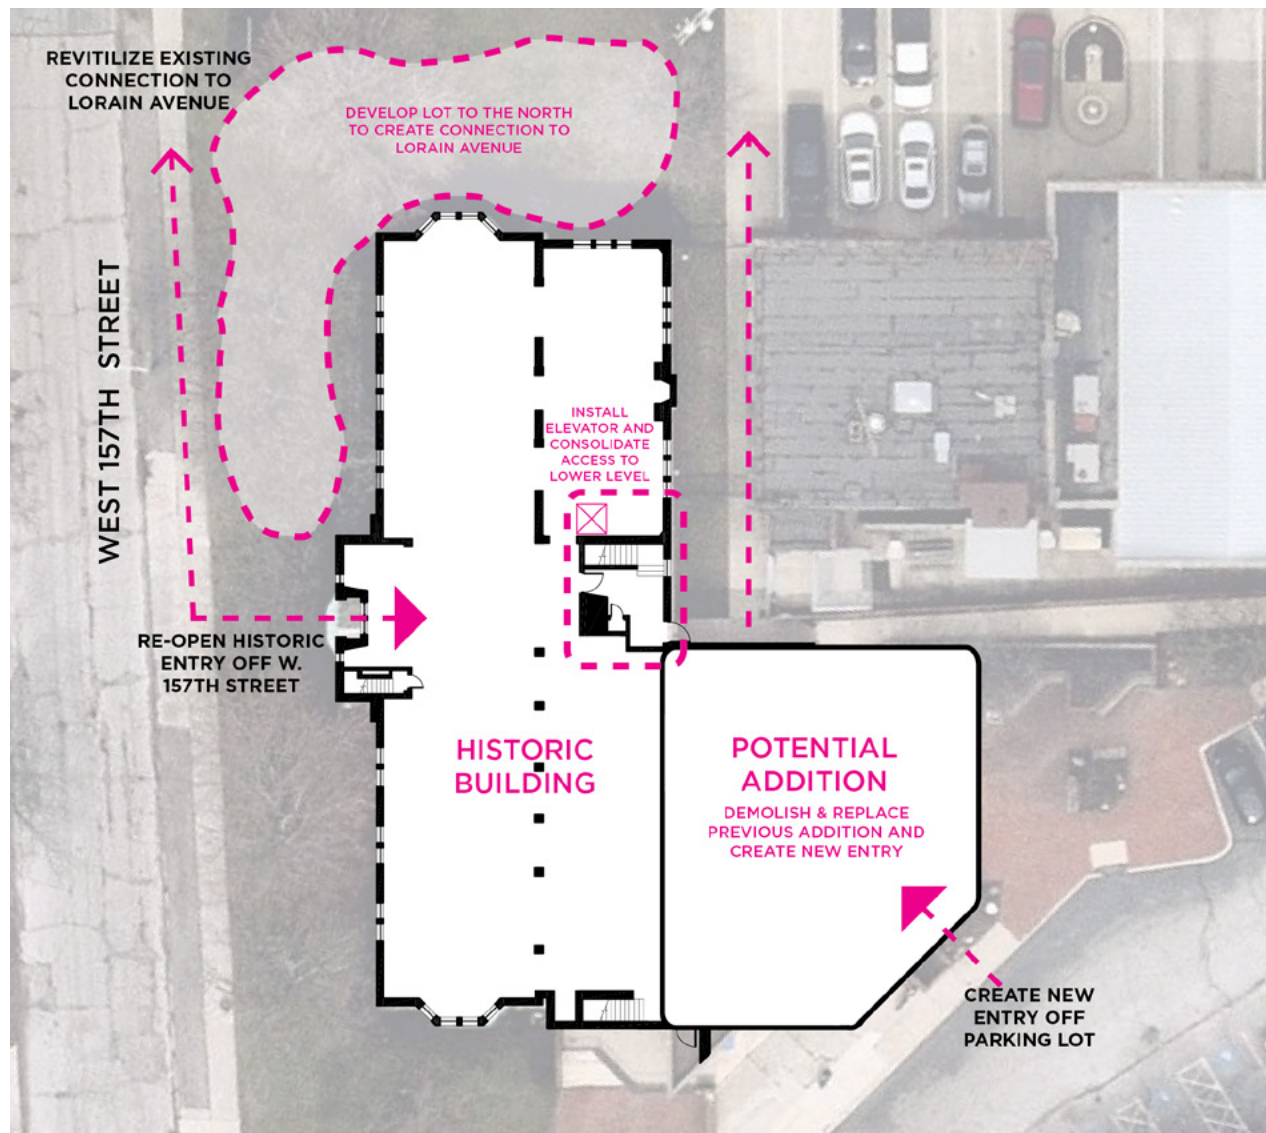 REVITILIZE EXISTING
CONNECTION TO
LORAIN AVENUE
DEVELOP LOT TO THE NORTH
TO CREATE CONNECTION TO
LORAIN AVENUE
WEST 157TH STREET
INSTALL
ELEVATOR AND
CONSOLIDATE
ACCESS TO
LOWER LEVEL
RE-OPEN HISTORIC
ENTRY OFF W.
157TH STREET
HISTORIC
BUILDING
POTENTIAL
ADDITION
DEMOLISH & REPLACE
PREVIOUS ADDITION AND
CREATE NEW ENTRY
CREATE NEW
ENTRY OFF
PARKING LOT